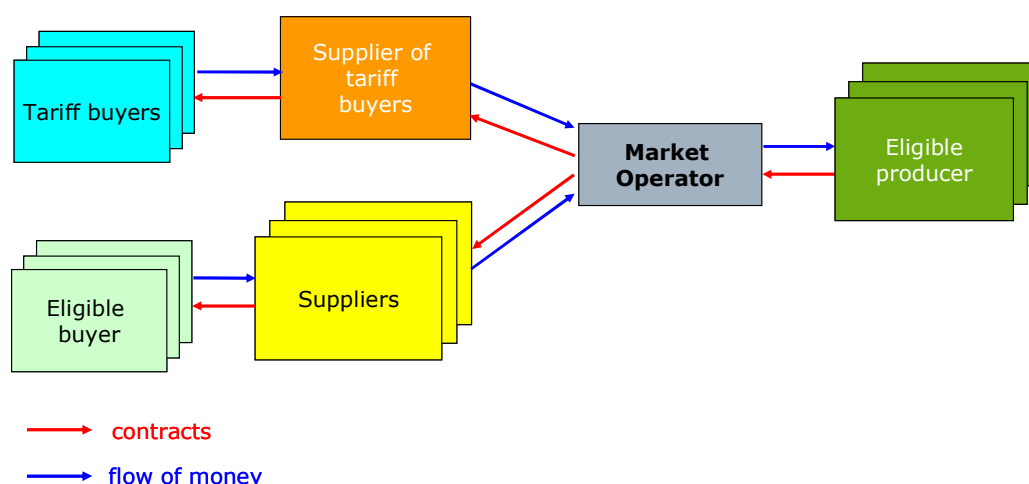 Tariff buyers
Supplier of
tariff
buyers
Market
Operator
Eligible
producer
Eligible
buyer
Suppliers
contracts
flow of money